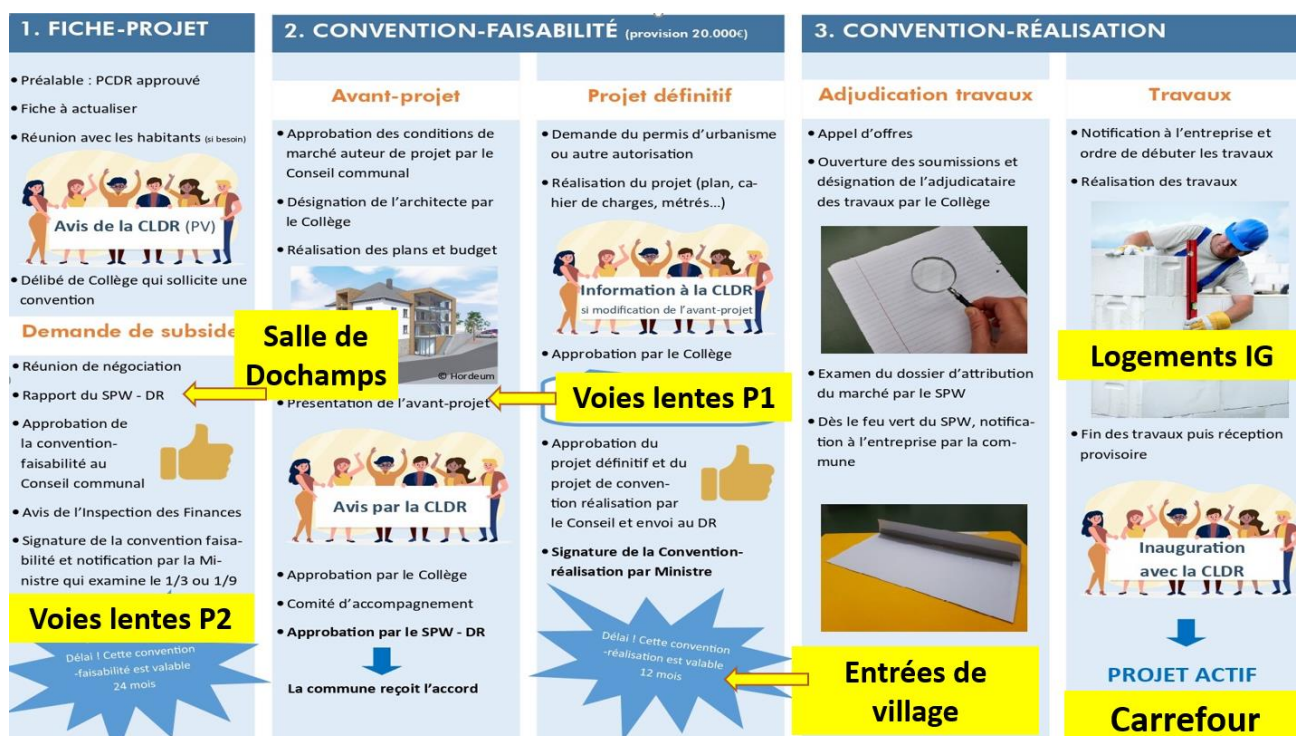 1. FICHE-PROJET
• Préalable : PCDR approuvé
• Fiche à actualiser
• Réunion avec les habitants (si besoin)
Avis de la CLDR (PV)
• Délibé de Collège qui sollicite une
convention
Demande de subside
• Réunion de négociation
• Rapport du SPW - DR
• Approbation de
la convention-
faisabilité au
Conseil communal
• Avis de l'Inspection des Finances
• Signature de la convention faisa-
bilité et notification par la Mi-
nistre qui examine le 1/3 ou 1/9
Voies lentes P2
Délai ! Cette convention
-faisabilité est valable
24 mois
2. CONVENTION-FAISABILITÉ (provision 20.000€)
Avant-projet
• Approbation des conditions de
marché auteur de projet par le
Conseil communal
• Désignation de l'architecte par
le Collège
• Réalisation des plans et budget
© Hordeum
Salle de
Dochamps
• Présentation de l'avant-projet
Avis par la CLDR
• Approbation par le Collège
• Comité d'accompagnement
• Approbation par le SPW - DR
La commune reçoit l'accord
Projet définitif
• Demande du permis d'urbanisme
ou autre autorisation
• Réalisation du projet (plan, ca-
hier de charges, métrés...)
Information à la CLDR
si modification de l'avant-projet
• Approbation par le Collège
Voies lentes P1
• Approbation du
projet définitif et du
projet de conven-
tion réalisation par
le Conseil et envoi au DR
• Signature de la Convention-
réalisation par Ministre
Délai ! Cette convention
-réalisation est valable
12 mois
3. CONVENTION-RÉALISATION
Adjudication travaux
• Appel d'offres
• Ouverture des soumissions et
désignation de l'adjudicataire
des travaux par le Collège
• Examen du dossier d'attribution
du marché par le SPW
• Dès le feu vert du SPW, notifica-
tion à l'entreprise par la com-
mune
Entrées de
village
Travaux
• Notification à l'entreprise et
ordre de débuter les travaux
• Réalisation des travaux
Logements IG
• Fin des travaux puis réception
provisoire
Inauguration
avec la CLDR
PROJET ACTIF
Carrefour